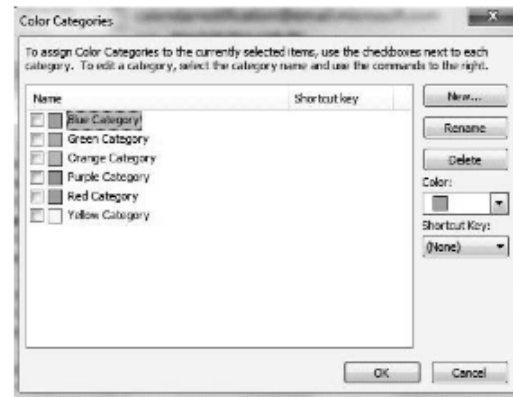 Color Categories
To assign Color Categories to the currently selected items, use the checkboxes next to each
category. To edit a category, select the category name and use the commands to the right.
Name Shortcut key
Blue Category
Green Category
Orange Category
Purple Category
Red Category
Yellow Category
New...
Rename
Delete
Color:
Shortcut Key:
(None)
OK Cancel